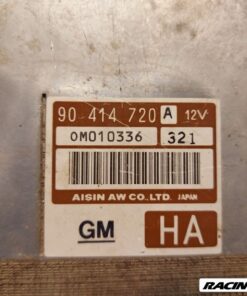 90 414 720 A 12V
0M010336 321
AISIN AW CO., LTD. JAPAN
GM HA
RACIN